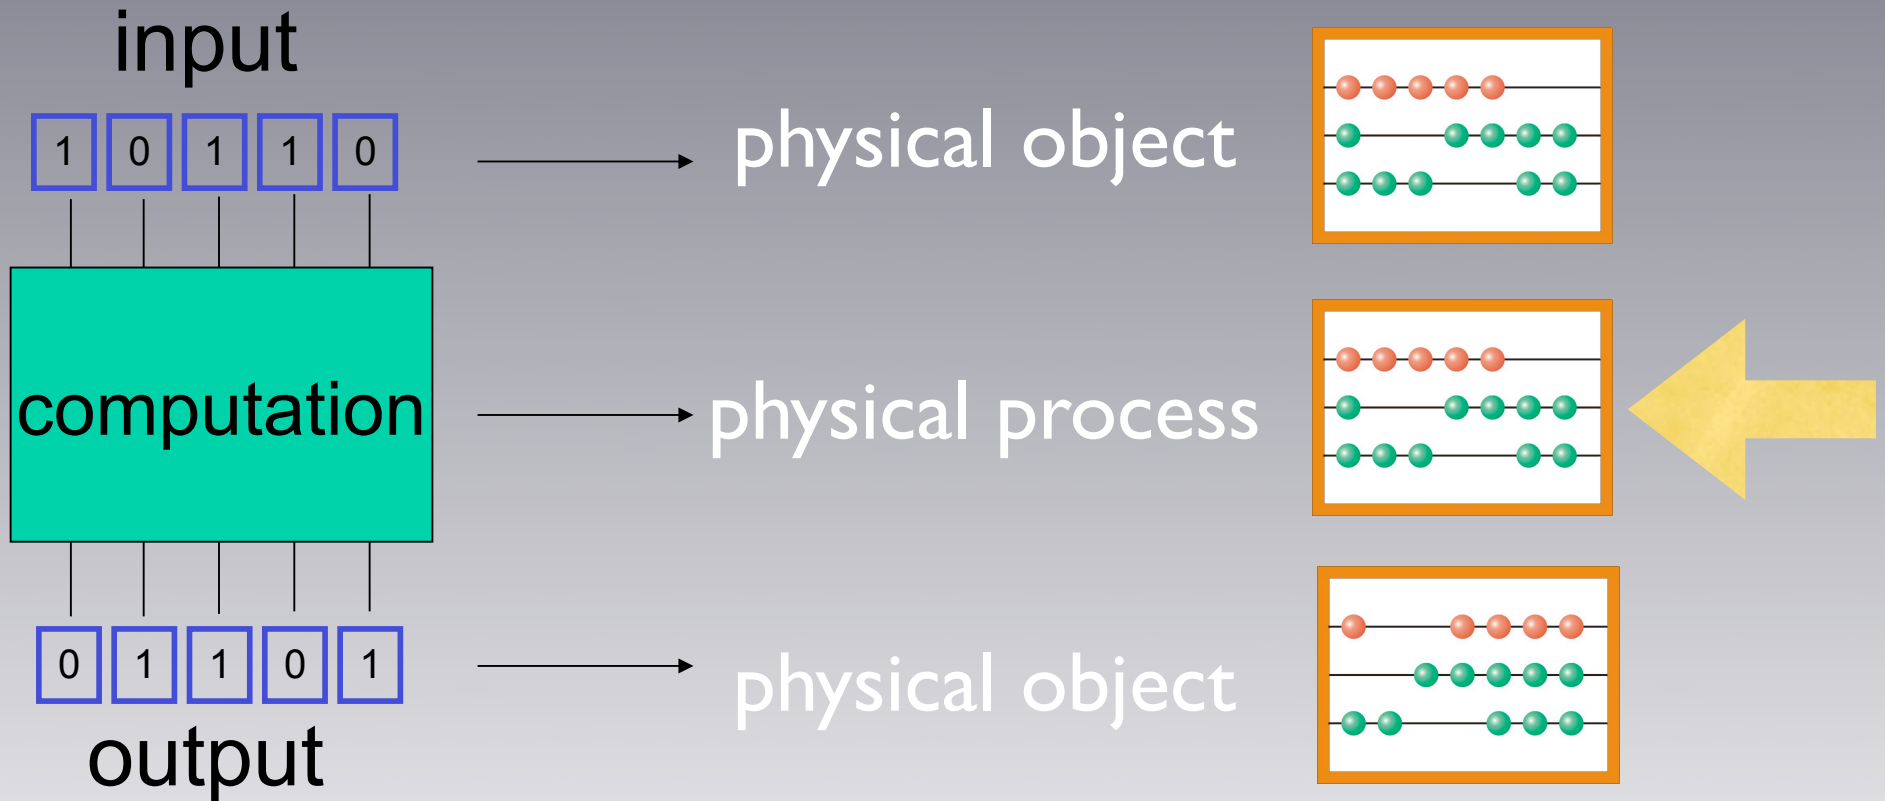 input
1 0 1 1 0
physical object
computation
physical process
0 1 1 0 1
physical object
output